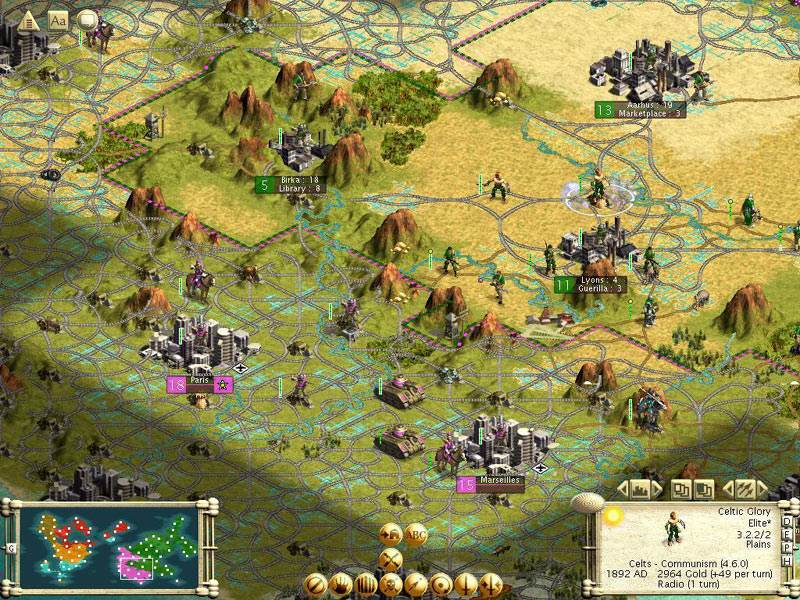 Aa
13
Aarhus : 19
Marketplace : 3
5
Birka : 18
Library : 8
11
Lyons : 4
Guerilla : 3
18
Paris
15
Marseilles
ABC
G
Celtic Glory
Elite*
3.2.2/2
Plains
Celts - Communism (4.6.0)
1892 AD 2964 Gold (+49 per turn)
Radio (1 turn)
D
E
P
H